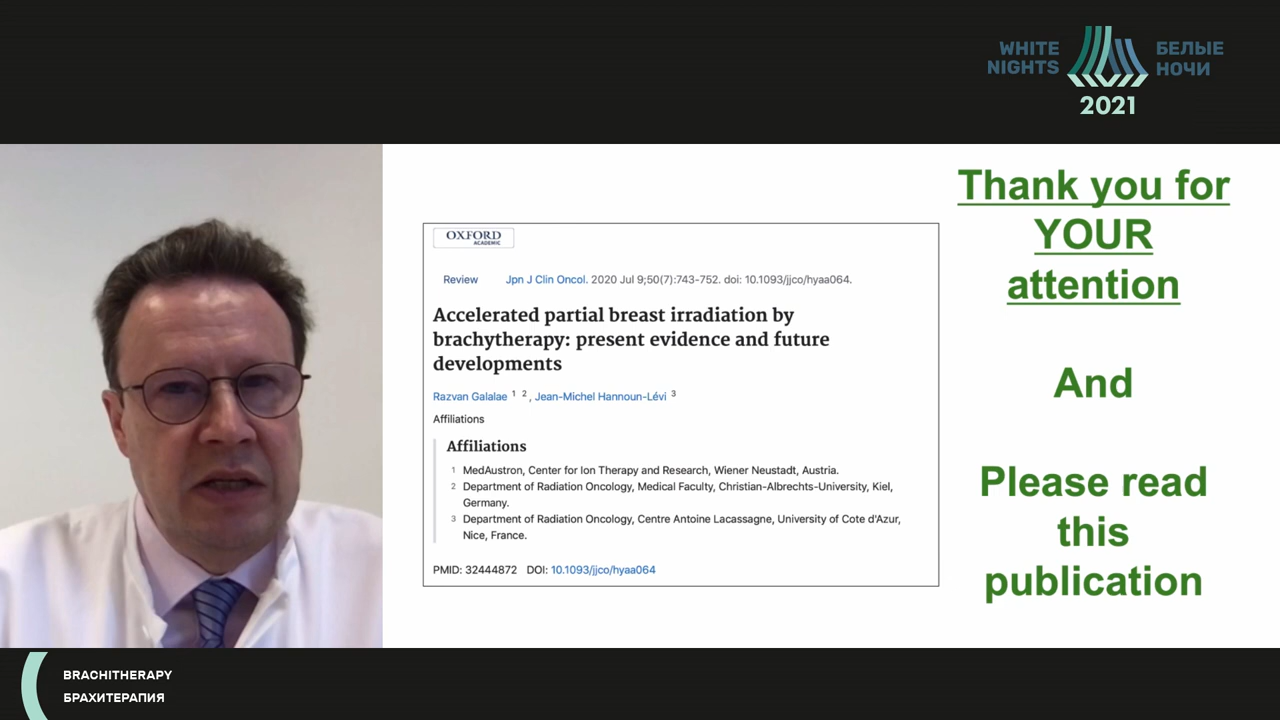 WHITE
NIGHTS
БЕЛЫЕ
НОЧИ
2021
OXFORD
ACADEMIC
Review Jpn J Clin Oncol. 2020 Jul 9;50(7):743-752. doi: 10.1093/jjco/hyaa064.
Accelerated partial breast irradiation by
brachytherapy: present evidence and future
developments
Razvan Galalae 1 2, Jean-Michel Hannoun-Lévi 3
Affiliations
Affiliations
1 MedAustron, Center for Ion Therapy and Research, Wiener Neustadt, Austria.
2 Department of Radiation Oncology, Medical Faculty, Christian-Albrechts-University, Kiel,
Germany.
3 Department of Radiation Oncology, Centre Antoine Lacassagne, University of Cote d'Azur,
Nice, France.
PMID: 32444872 DOI: 10.1093/jjco/hyaa064
Thank you for
YOUR
attention
And
Please read
this
publication
BRACHITHERAPY
БРАХИТЕРАПИЯ